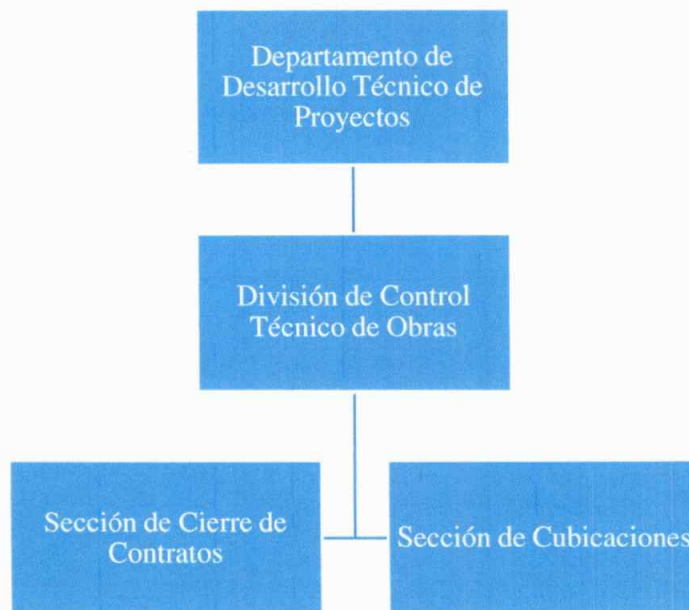 Departamento de
Desarrollo Técnico de
Proyectos
División de Control
Técnico de Obras
Sección de Cierre de
Contratos
Sección de Cubicaciones